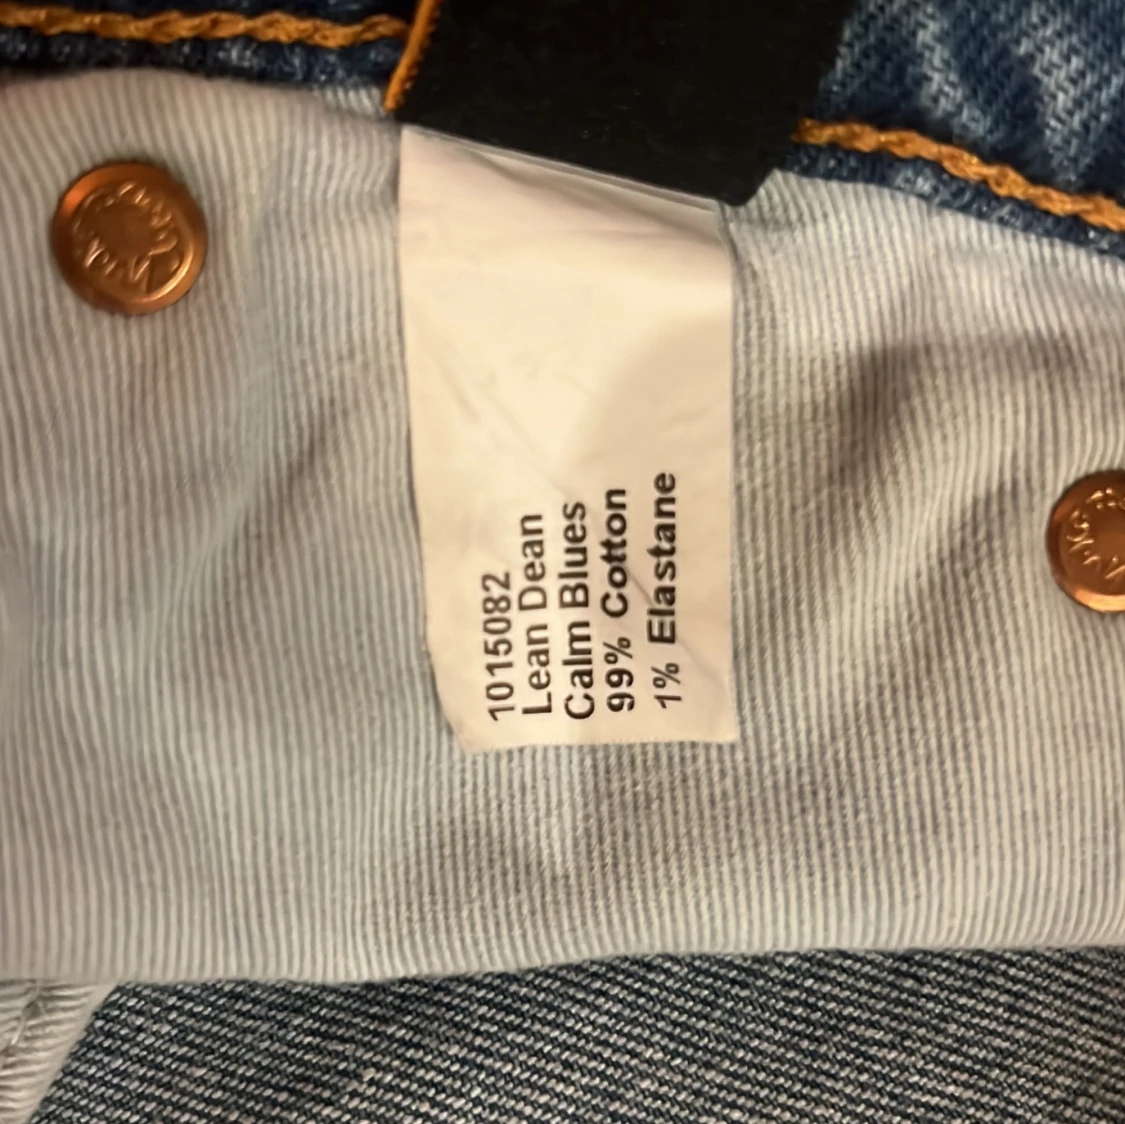 1015082
Lean Dean
Calm Blues
99% Cotton
1% Elastane